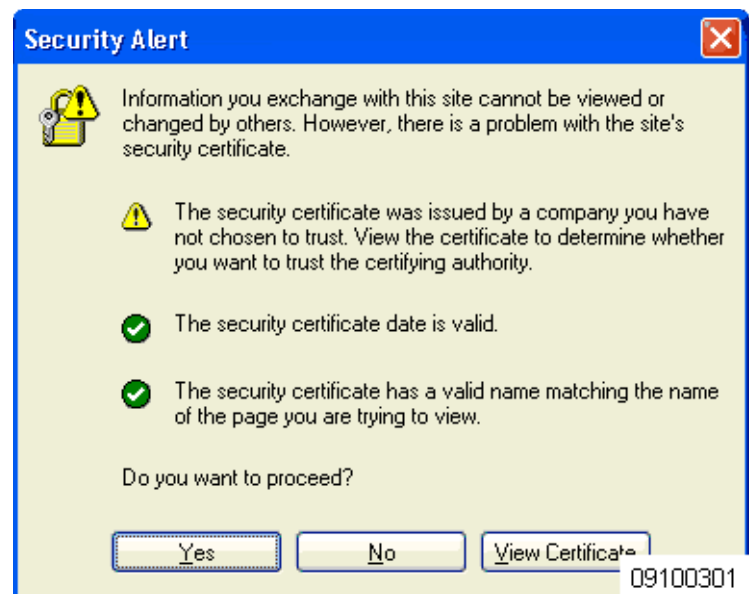 Security Alert
Information you exchange with this site cannot be viewed or
changed by others. However, there is a problem with the site's
security certificate.
The security certificate was issued by a company you have
not chosen to trust. View the certificate to determine whether
you want to trust the certifying authority.
The security certificate date is valid.
The security certificate has a valid name matching the name
of the page you are trying to view.
Do you want to proceed?
Yes No View Certificate
09100301